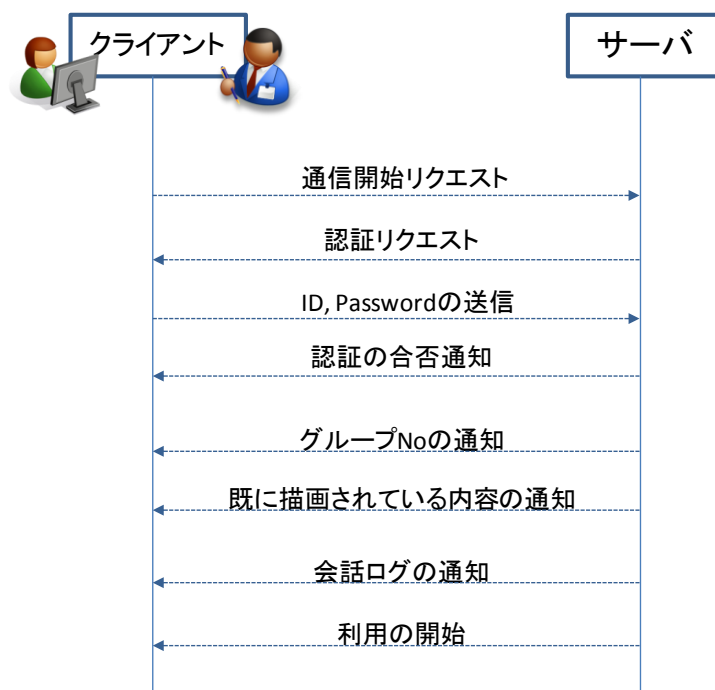 クライアント
サーバ
通信開始リクエスト
認証リクエスト
ID, Passwordの送信
認証の合否通知
グループNoの通知
既に描画されている内容の通知
会話ログの通知
利用の開始